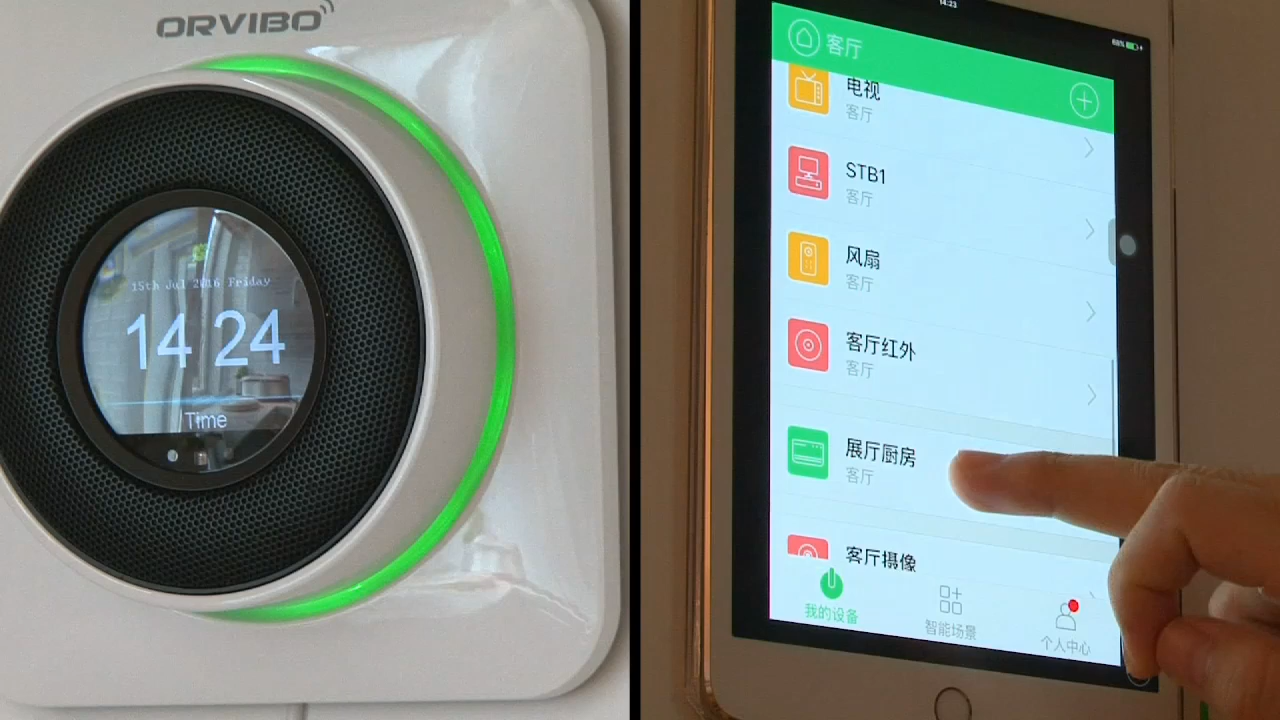 ORVIBO
15th Jul 2016 Friday
14 24
Time
14:23
68%
客厅
电视
客厅
STB1
客厅
风扇
客厅
客厅红外
客厅
展厅厨房
客厅
客厅摄像
我的设备
智能场景
个人中心